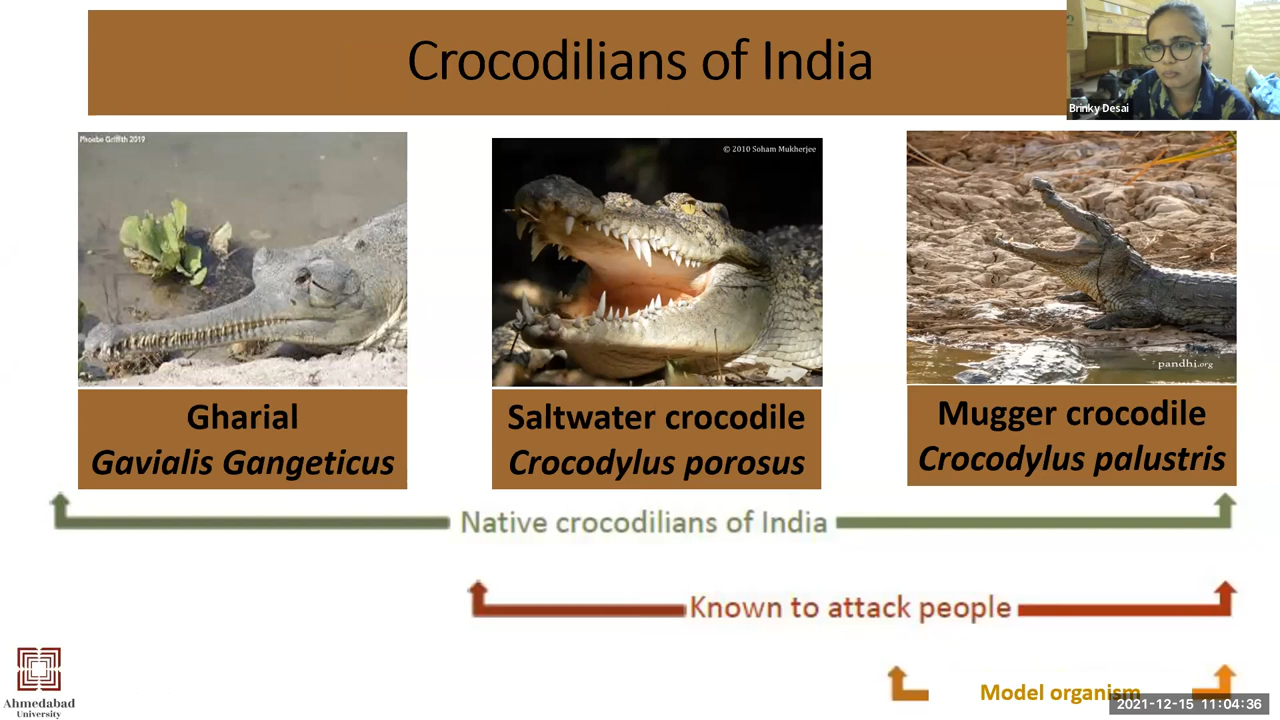 Crocodilians of India
Brinky Desai
Phoebe Griffith 2019
© 2010 Soham Mukherjee
pandhi.org
Gharial
Gavialis Gangeticus
Saltwater crocodile
Crocodylus porosus
Mugger crocodile
Crocodylus palustris
Native crocodilians of India
Known to attack people
Model organism
Ahmedabad
University
2021-12-15 11:04:36